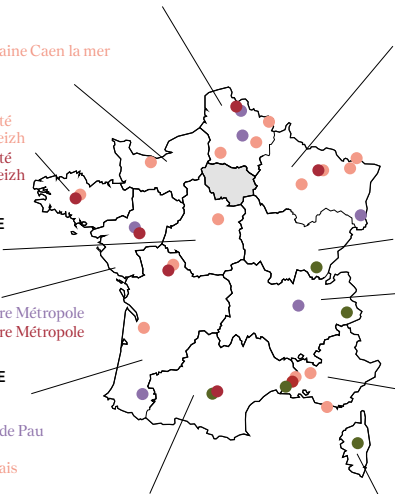 aine Caen la mer
té
eizh
té
eizh
E
re Métropole
re Métropole
E
de Pau
ais